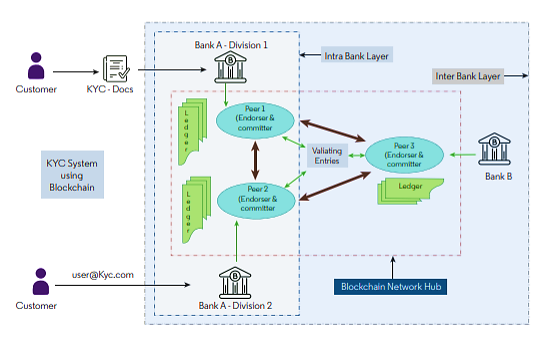 Bank A - Division 1
Intra Bank Layer
Inter Bank Layer
Customer
KYC - Docs
Ledger
Peer 1
(Endorser &
committer
Valiating
Entries
Peer 3
(Endorser &
committer
KYC System
using
Blockchain
Bank B
Ledger
Peer 2
(Endorser &
committer
Ledger
user@Kyc.com
B
B
B
Customer
Bank A - Division 2
Blockchain Network Hub